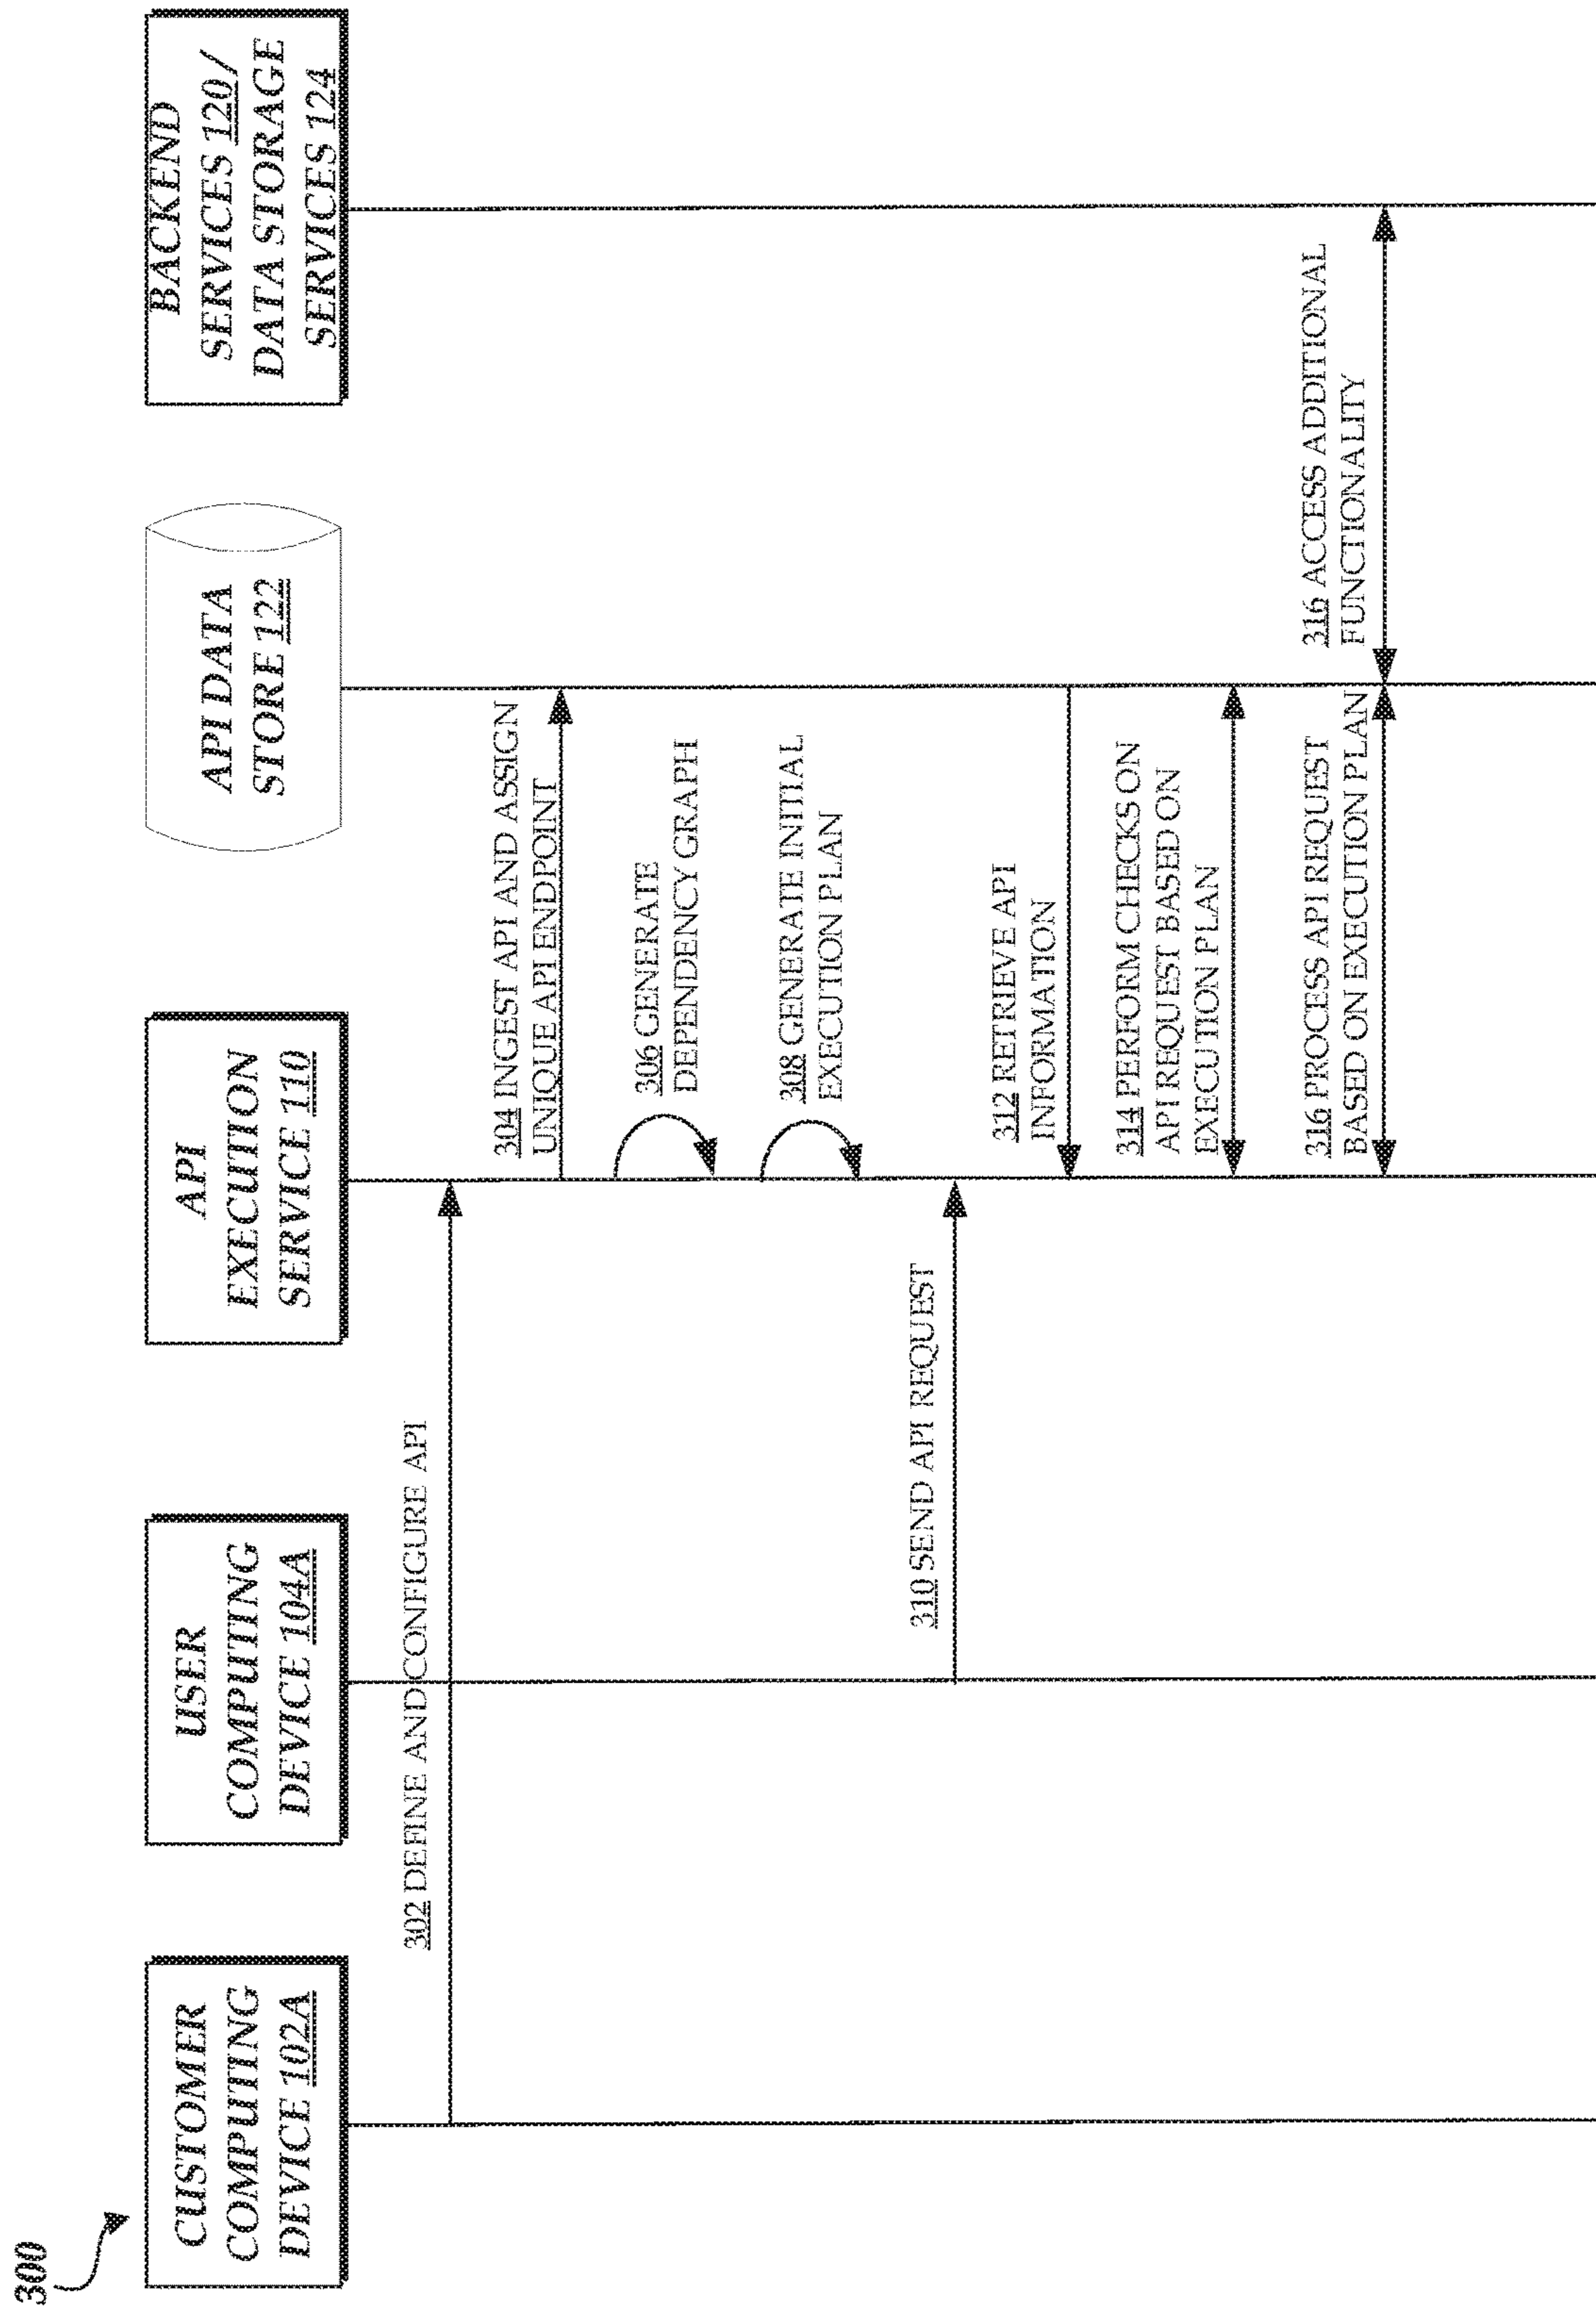 300
CUSTOMER
COMPUTING
DEVICE 102A
USER
COMPUTING
DEVICE 104A
API
EXECUTION
SERVICE 110
API DATA
STORE 122
BACKEND
SERVICES 120/
DATA STORAGE
SERVICES 124
302 DEFINE AND CONFIGURE API
304 INGEST API AND ASSIGN
UNIQUE API ENDPOINT
306 GENERATE
DEPENDENCY GRAPH
308 GENERATE INITIAL
EXECUTION PLAN
310 SEND API REQUEST
312 RETRIEVE API
INFORMATION
314 PERFORM CHECKS ON
API REQUEST BASED ON
EXECUTION PLAN
316 PROCESS API REQUEST
BASED ON EXECUTION PLAN
316 ACCESS ADDITIONAL
FUNCTIONALITY